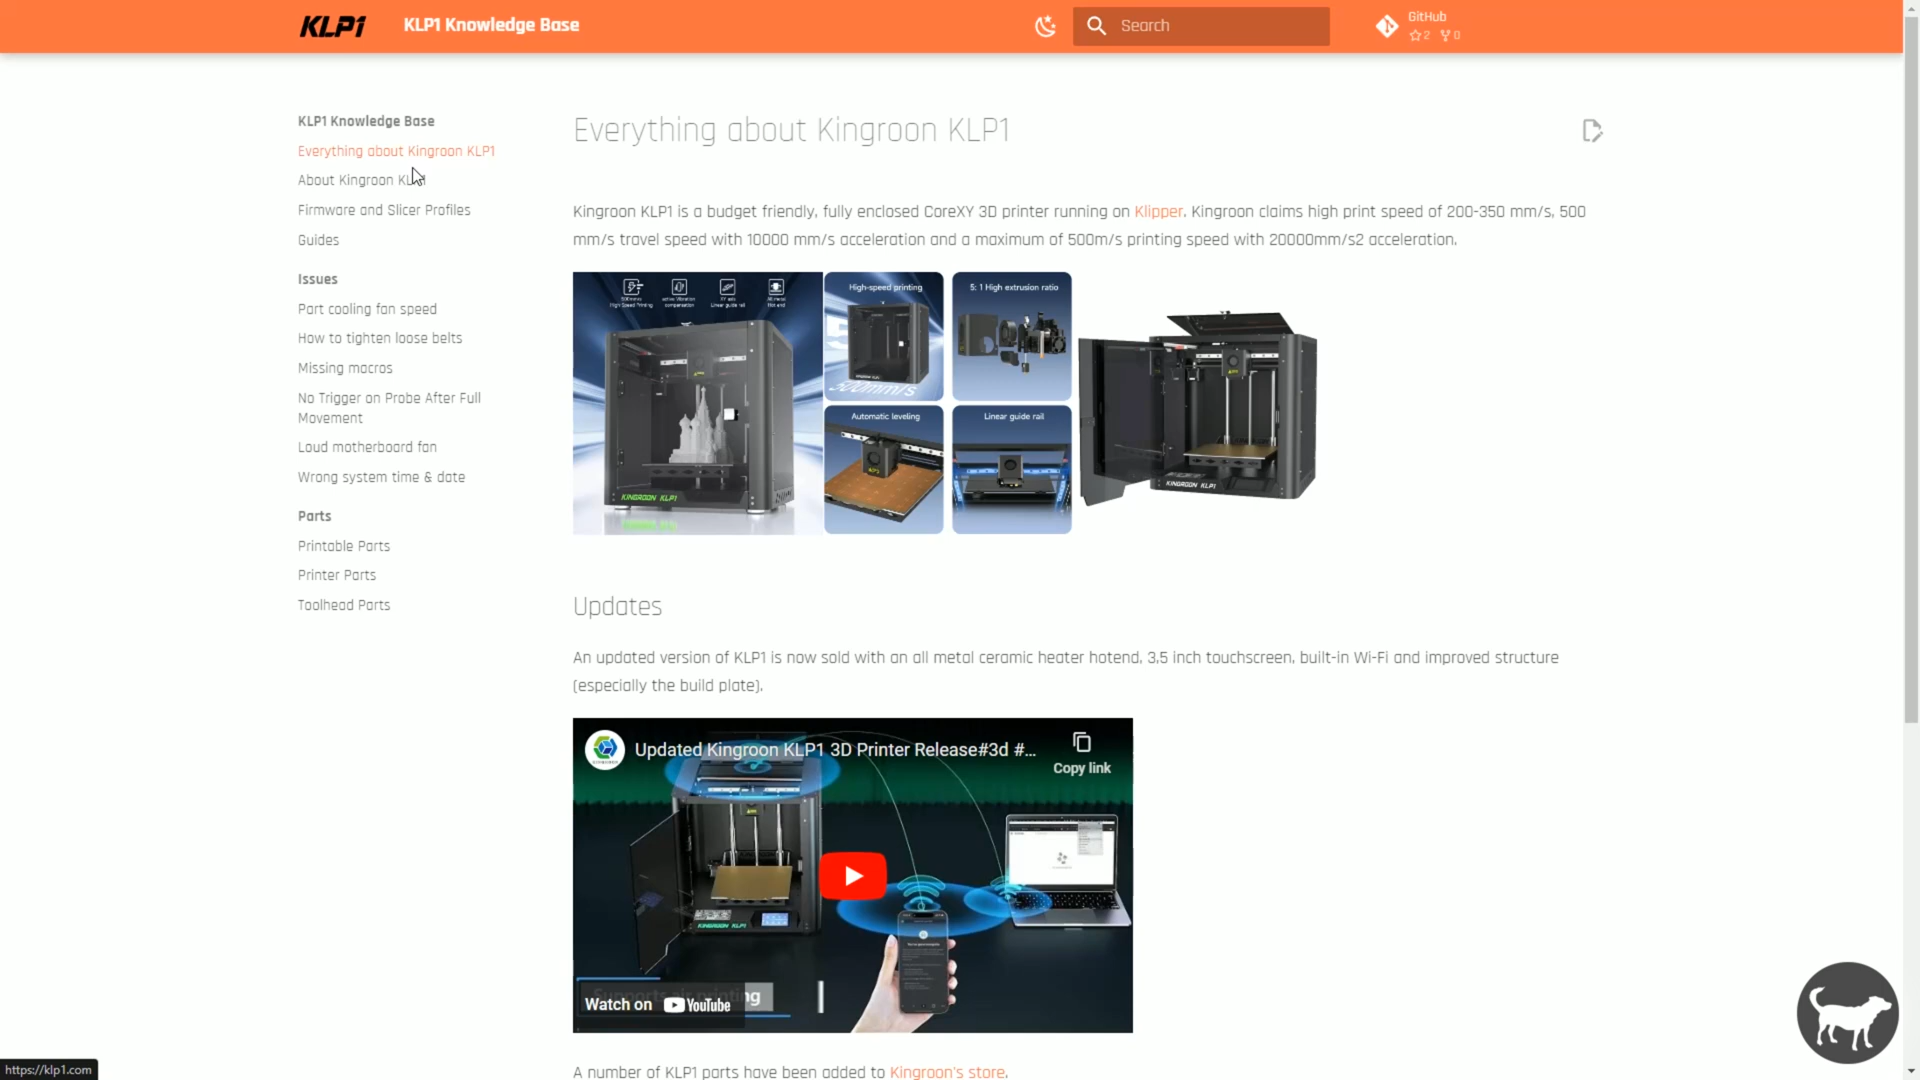 KLP1
KLP1 Knowledge Base
Search
GitHub
2 0
KLP1 Knowledge Base
Everything about Kingroon KLP1
About Kingroon
Firmware and Slicer Profiles
Guides
Issues
Part cooling fan speed
How to tighten loose belts
Missing macros
No Trigger on Probe After Full
Movement
Loud motherboard fan
Wrong system time & date
Parts
Printable Parts
Printer Parts
Toolhead Parts
Everything about Kingroon KLP1
Kingroon KLP1 is a budget friendly, fully enclosed CoreXY 3D printer running on Klipper. Kingroon claims high print speed of 200-350 mm/s, 500
mm/s travel speed with 10000 mm/s acceleration and a maximum of 500m/s printing speed with 20000mm/s2 acceleration.
KINGROON KLP1
High-speed printing
500mm/s
5: 1 High extrusion ratio
Automatic leveling
Linear guide rail
KINGROON KLP1
Updates
An updated version of KLP1 is now sold with an all metal ceramic heater hotend, 3,5 inch touchscreen, built-in Wi-Fi and improved structure
(especially the build plate).
Updated Kingroon KLP1 3D Printer Release#3d #...
Copy link
KINGROON KLP1
Watch on YouTube
A number of KLP1 parts have been added to Kingroon's store.
https://klp1.com